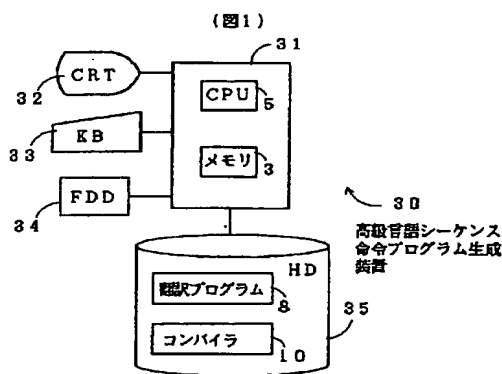 (図1)
31
CRT
32
CPU
5
KB
33
メモリ
3
FDD
34
30
高級言語シーケンス
命令プログラム生成
装置
HD
翻訳プログラム
8
35
コンパイラ
10